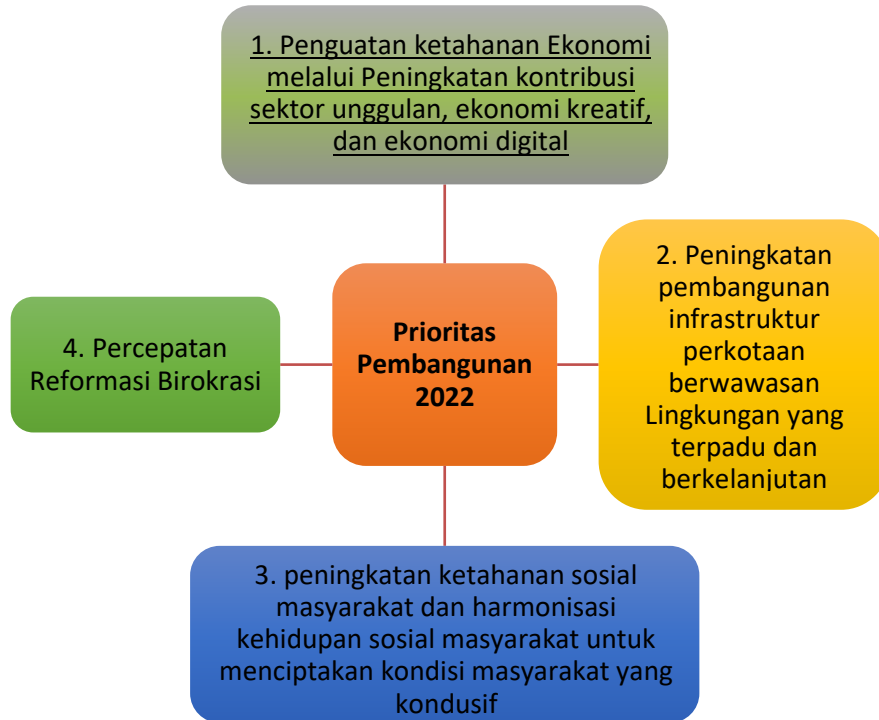 1. Penguatan ketahanan Ekonomi
melalui Peningkatan kontribusi
sektor unggulan, ekonomi kreatif,
dan ekonomi digital
2. Peningkatan
pembangunan
infrastruktur
perkotaan
berwawasan
Lingkungan yang
terpadu dan
berkelanjutan
Prioritas
Pembangunan
2022
4. Percepatan
Reformasi Birokrasi
3. peningkatan ketahanan sosial
masyarakat dan harmonisasi
kehidupan sosial masyarakat untuk
menciptakan kondisi masyarakat yang
kondusif